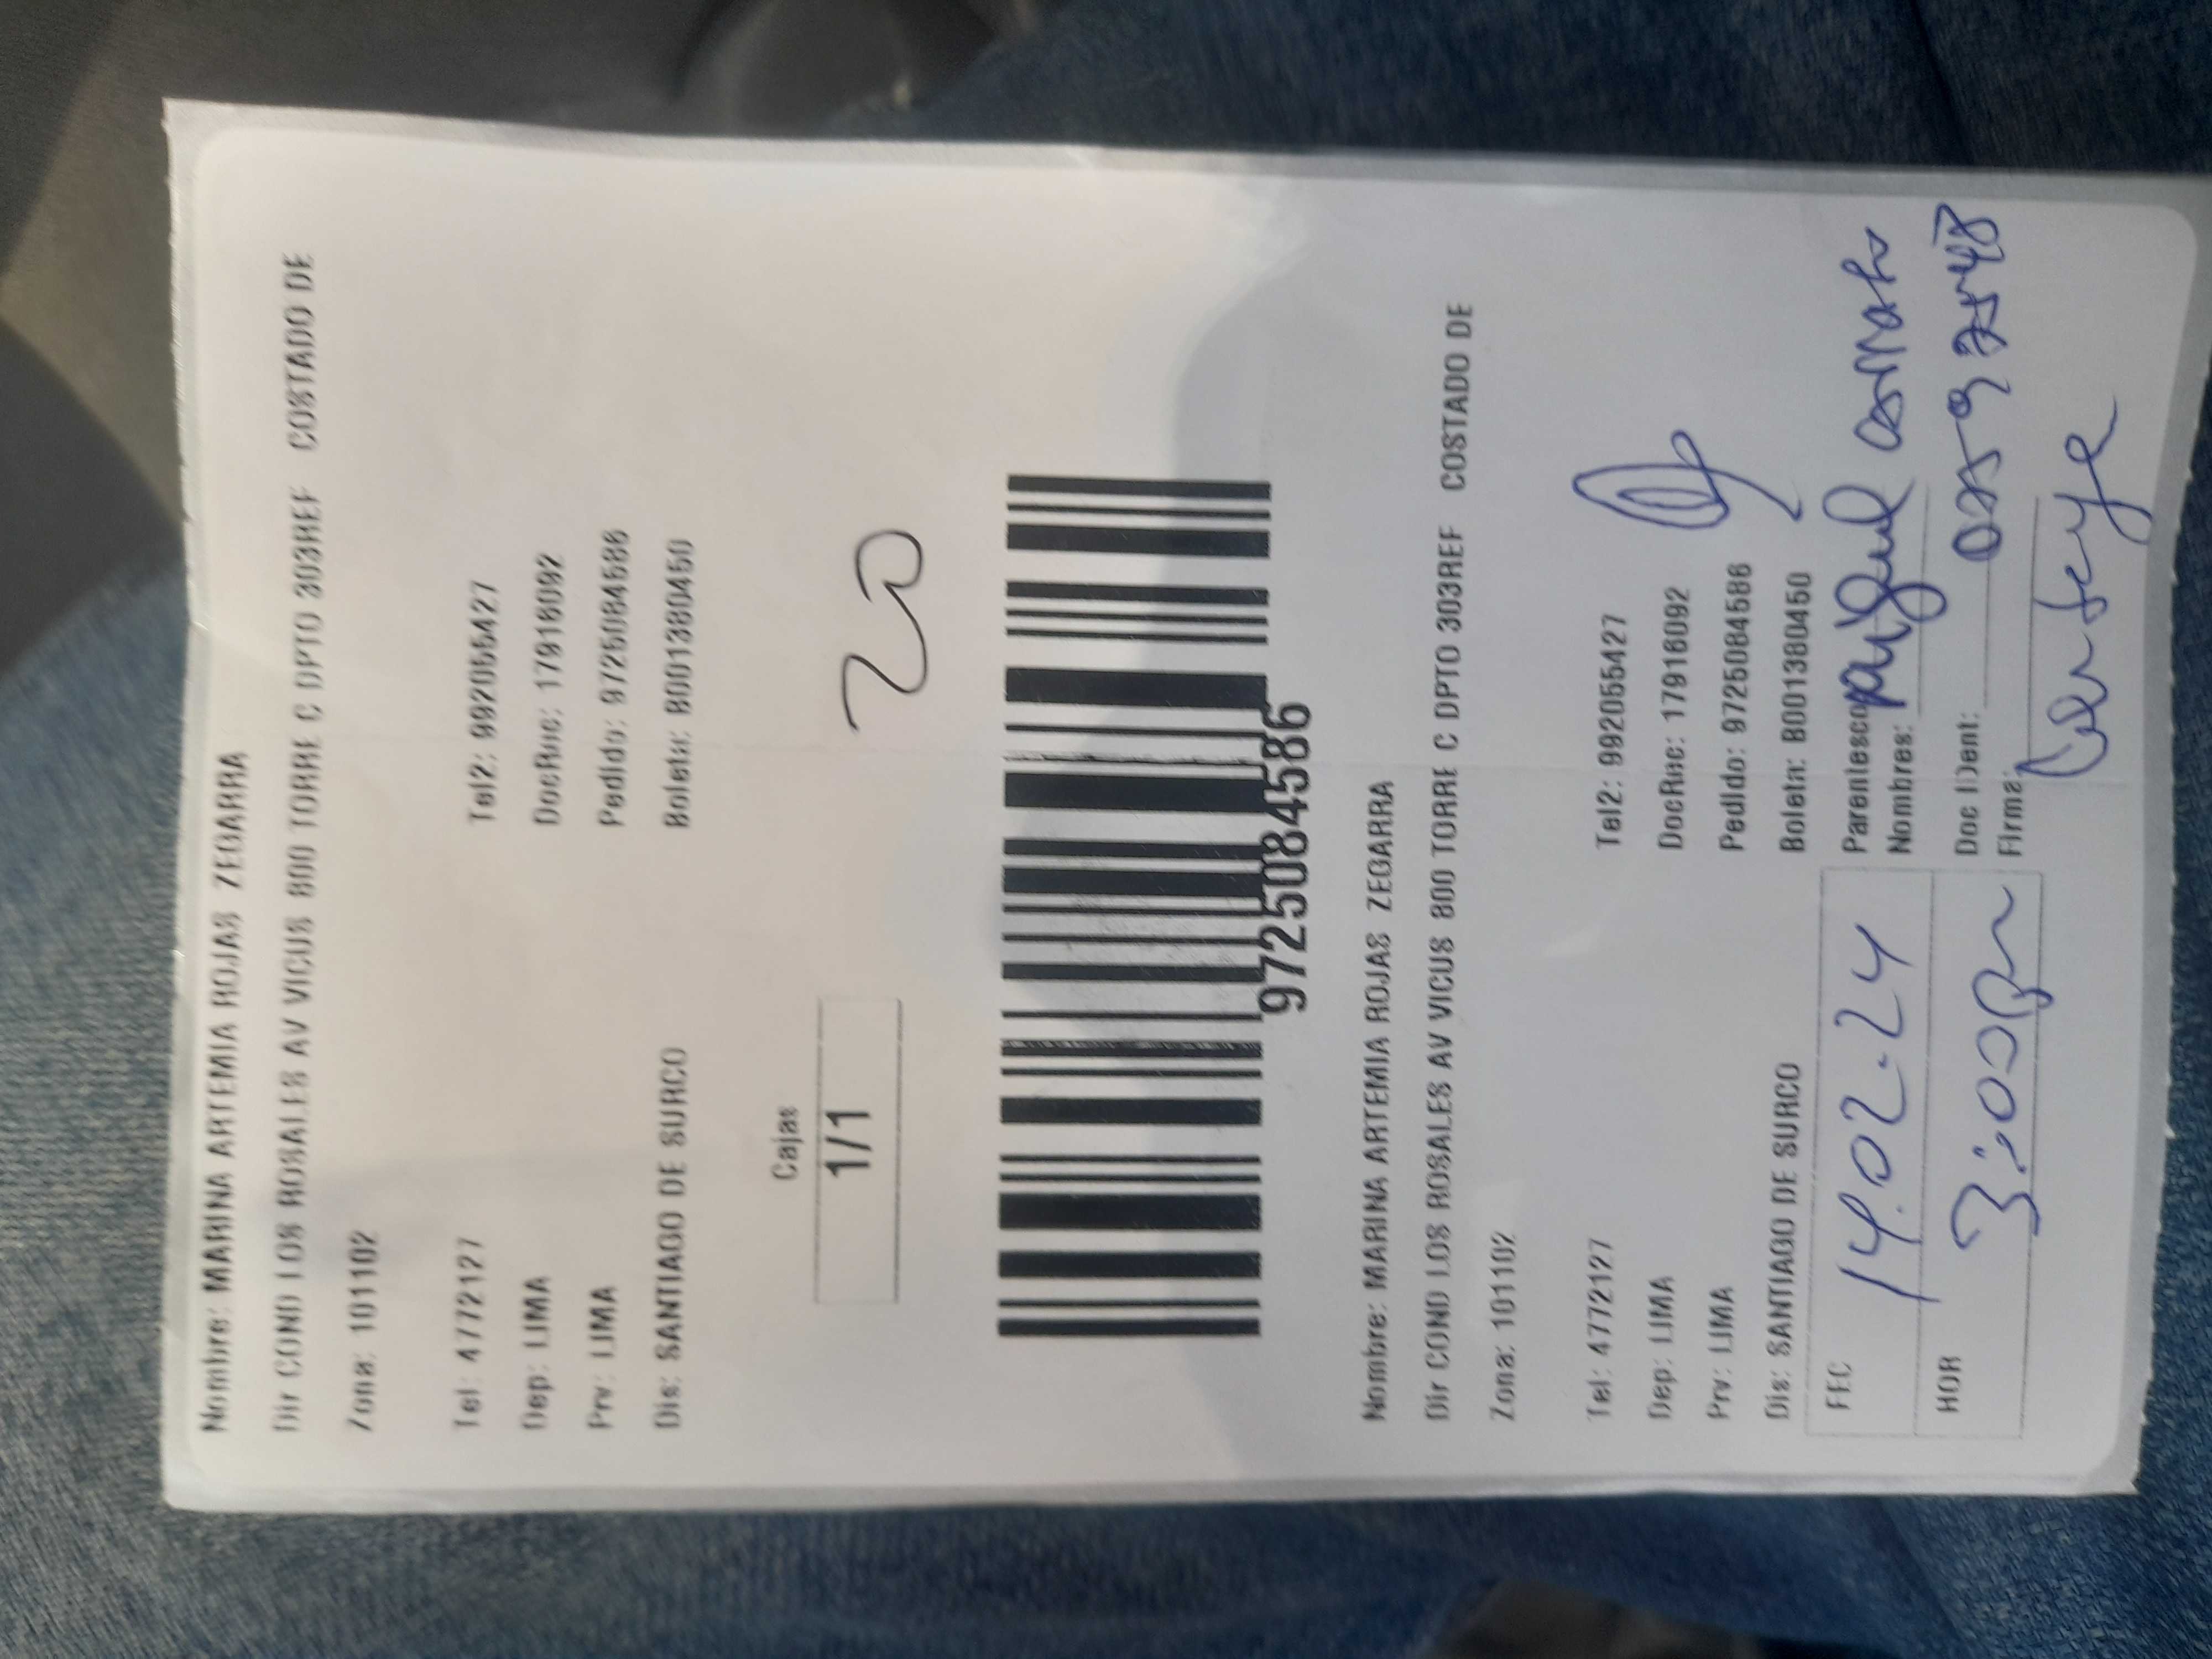 Nombre: MARINA ARTEMIA ROJAS ZEGARRA
Dir COND LOS ROSALES AV VICUS 800 TORRE C DPTO 303REF COSTADO DE
Zona: 101102
Tel: 4772127 Tel2: 992055427
Dep: LIMA DocRuc: 17916092
Prv: LIMA Pedido: 9725084586
Dis: SANTIAGO DE SURCO Boleta: B001380450
Cajas
1/1 20
9725084586
Nombre: MARINA ARTEMIA ROJAS ZEGARRA
Dir COND LOS ROSALES AV VICUS 800 TORRE C DPTO 303REF COSTADO DE
Zona: 101102
Tel: 4772127 Tel2: 992055427
Dep: LIMA DocRuc: 17916092
Prv: LIMA Pedido: 9725084586
Dis: SANTIAGO DE SURCO Boleta: B001380450
FEC 14.02.24 Parentesco
Nombres:
HOR 3:00pm Doc IDent:
Firma: